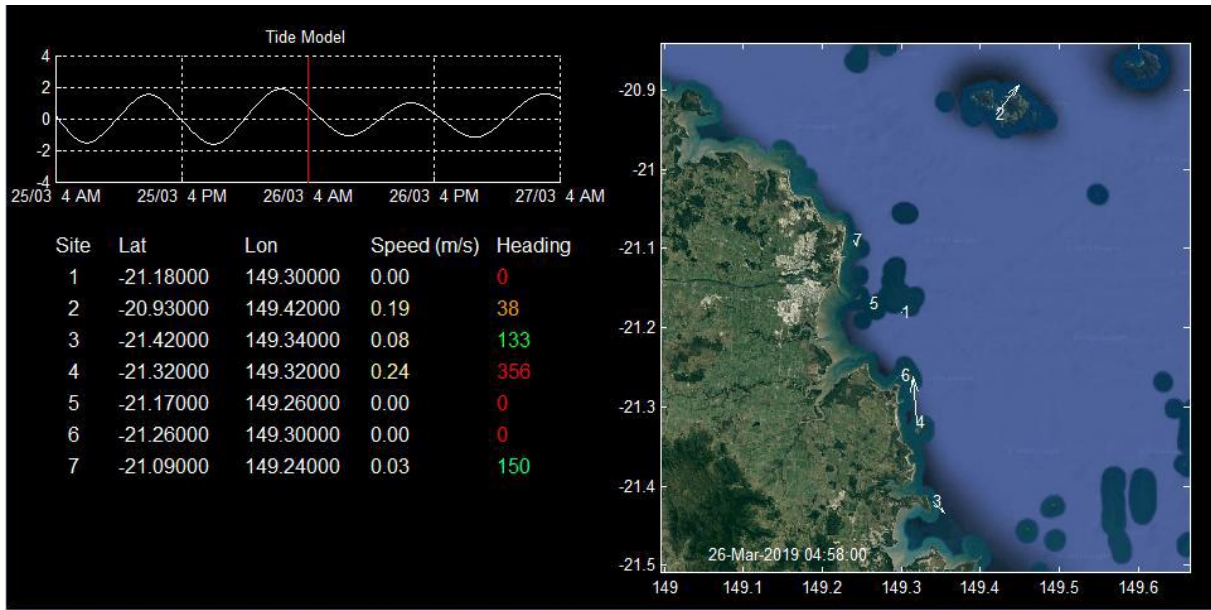 Tide Model
4
2
0
-2
-4
25/03 4 AM 25/03 4 PM 26/03 4 AM 26/03 4 PM 27/03 4 AM
Site Lat Lon Speed (m/s) Heading
1 -21.18000 149.30000 0.00 0
2 -20.93000 149.42000 0.19 38
3 -21.42000 149.34000 0.08 133
4 -21.32000 149.32000 0.24 356
5 -21.17000 149.26000 0.00 0
6 -21.26000 149.30000 0.00 0
7 -21.09000 149.24000 0.03 150
-20.9
-21
-21.1
-21.2
-21.3
-21.4
-21.5
2
7
5
1
6
4
3
26-Mar-2019 04:58:00
149 149.1 149.2 149.3 149.4 149.5 149.6